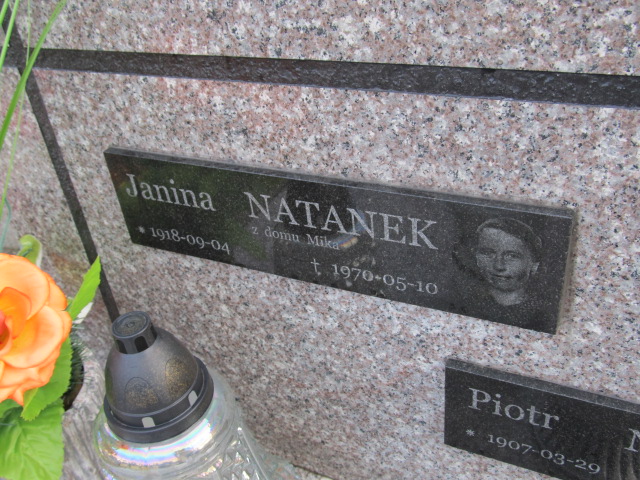 Janina NATANEK
z domu Mika
* 1918-09-04
† 1970-05-10
Piotr N
* 1907-03-29